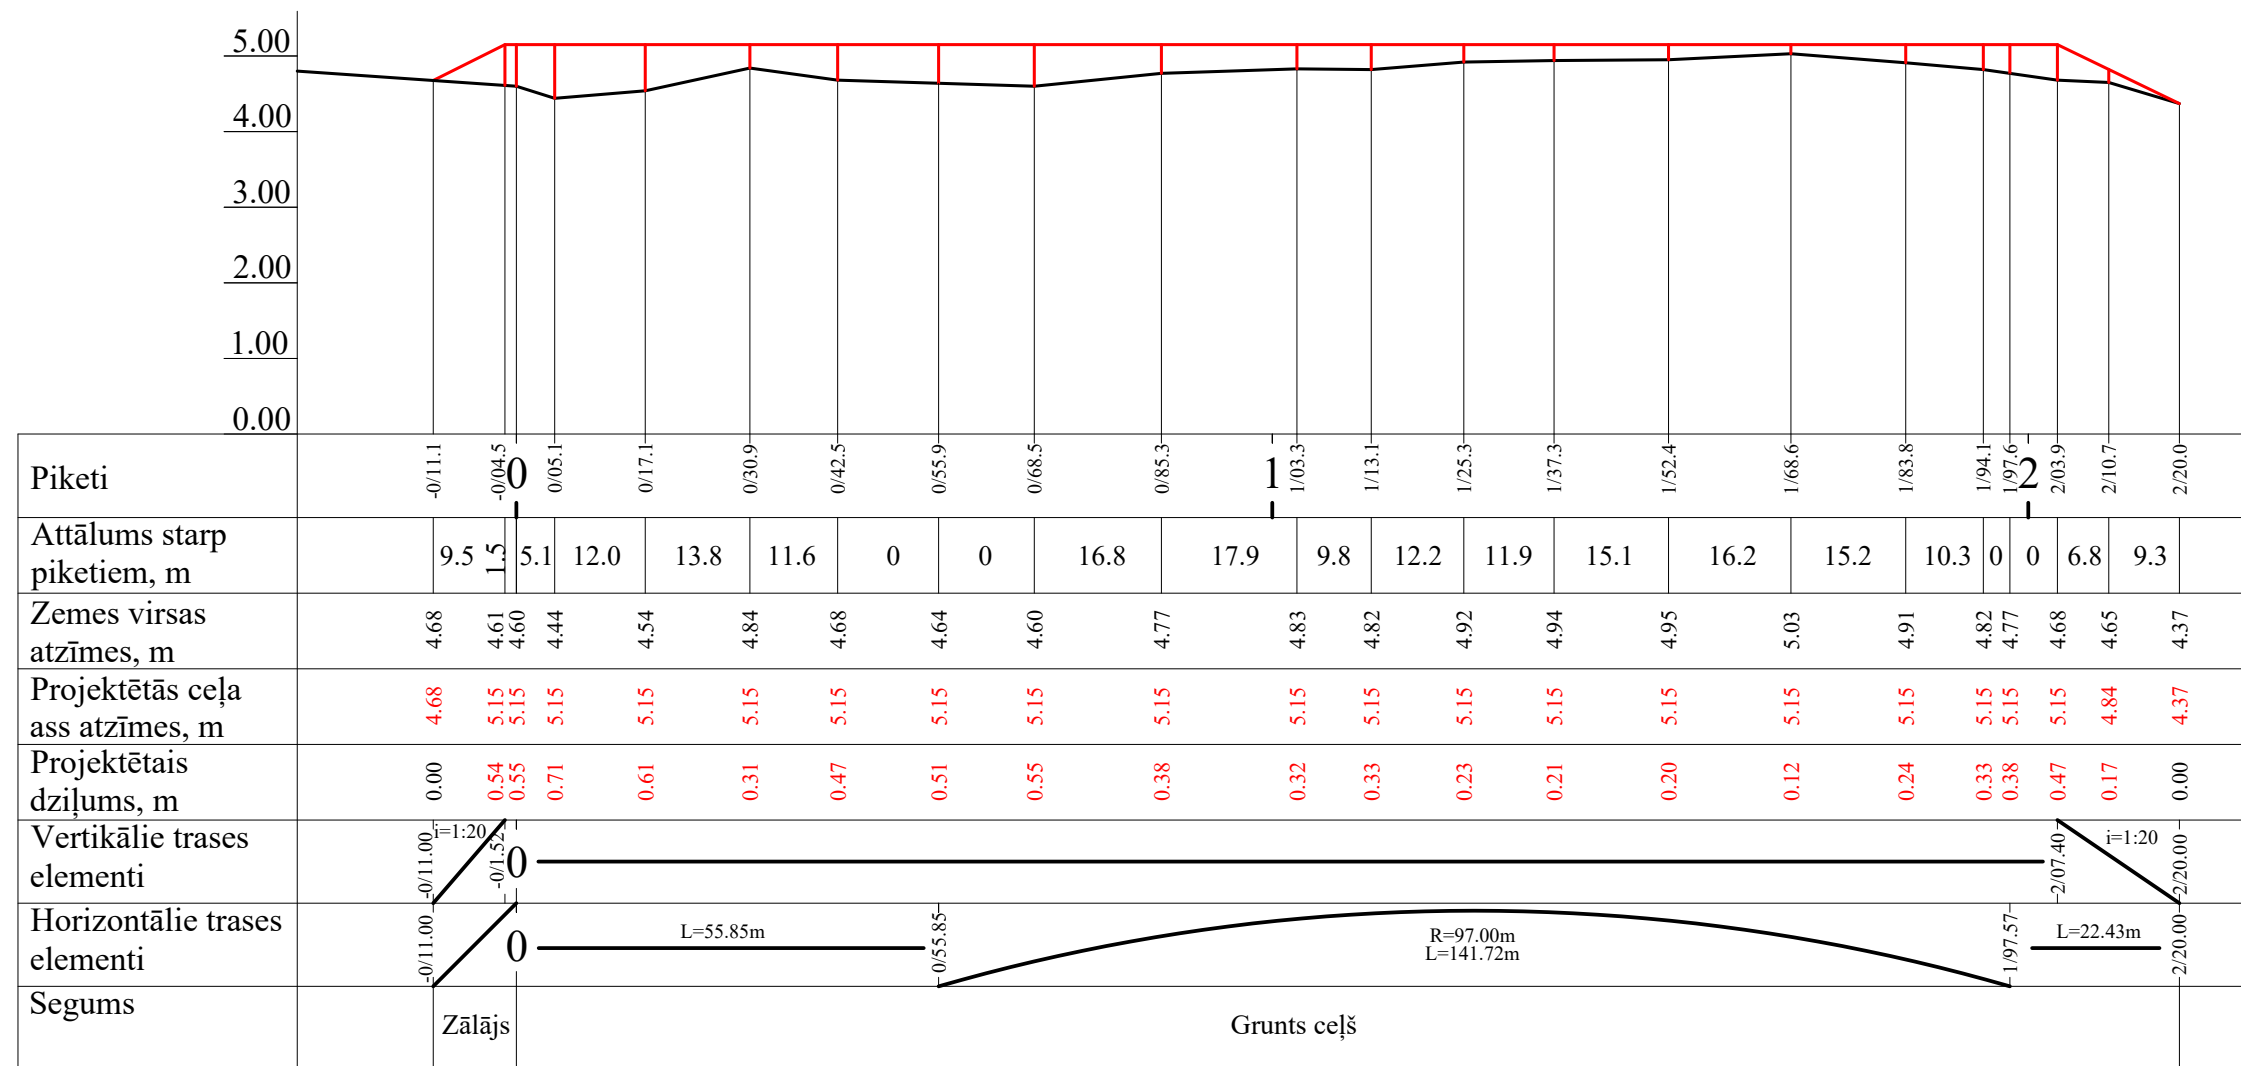 5.00
4.00
3.00
2.00
1.00
0.00
Piketi
-0/11.1 -0/04.5 0 0/05.1 0/17.1 0/30.9 0/42.5 0/55.9 0/68.5 0/85.3 1 1/03.3 1/13.1 1/25.3 1/37.3 1/52.4 1/68.6 1/83.8 1/94.1 1/97.6 2 2/03.9 2/10.7 2/20.0
Attālums starp
piketiem, m
9.5 1.5 5.1 12.0 13.8 11.6 0 0 16.8 17.9 9.8 12.2 11.9 15.1 16.2 15.2 10.3 0 0 6.8 9.3
Zemes virsas
atzīmes, m
4.68 4.61 4.60 4.44 4.54 4.84 4.68 4.64 4.60 4.77 4.83 4.82 4.92 4.94 4.95 5.03 4.91 4.82 4.77 4.68 4.65 4.37
Projektētās ceļa
ass atzīmes, m
4.68 5.15 5.15 5.15 5.15 5.15 5.15 5.15 5.15 5.15 5.15 5.15 5.15 5.15 5.15 5.15 5.15 5.15 5.15 5.15 4.84 4.37
Projektētais
dziļums, m
0.00 0.54 0.55 0.71 0.61 0.31 0.47 0.51 0.55 0.38 0.32 0.33 0.23 0.21 0.20 0.12 0.24 0.33 0.38 0.47 0.17 0.00
Vertikālie trases
elementi
-0/11.00 i=1:20 -0/1.52 0 2/07.40 i=1:20 2/20.00
Horizontālie trases
elementi
-0/11.00 0 L=55.85m 0/55.85 R=97.00m
L=141.72m
1/97.57 L=22.43m 2/20.00
Segums
Zālājs Grunts ceļš